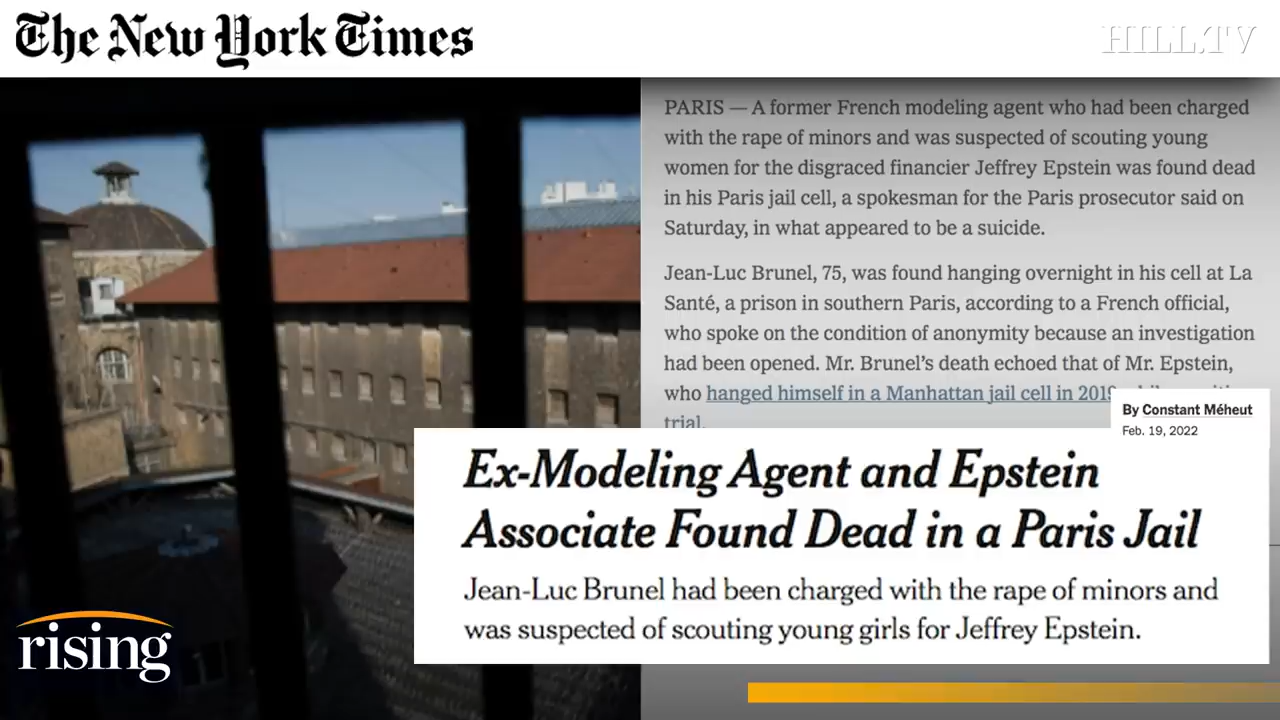 The New York Times
HILL.TV
PARIS — A former French modeling agent who had been charged
with the rape of minors and was suspected of scouting young
women for the disgraced financier Jeffrey Epstein was found dead
in his Paris jail cell, a spokesman for the Paris prosecutor said on
Saturday, in what appeared to be a suicide.
Jean-Luc Brunel, 75, was found hanging overnight in his cell at La
Santé, a prison in southern Paris, according to a French official,
who spoke on the condition of anonymity because an investigation
had been opened. Mr. Brunel’s death echoed that of Mr. Epstein,
who hanged himself in a Manhattan jail cell in 2019
trial.
By Constant Méheut
Feb. 19, 2022
Ex-Modeling Agent and Epstein
Associate Found Dead in a Paris Jail
Jean-Luc Brunel had been charged with the rape of minors and
was suspected of scouting young girls for Jeffrey Epstein.
rising